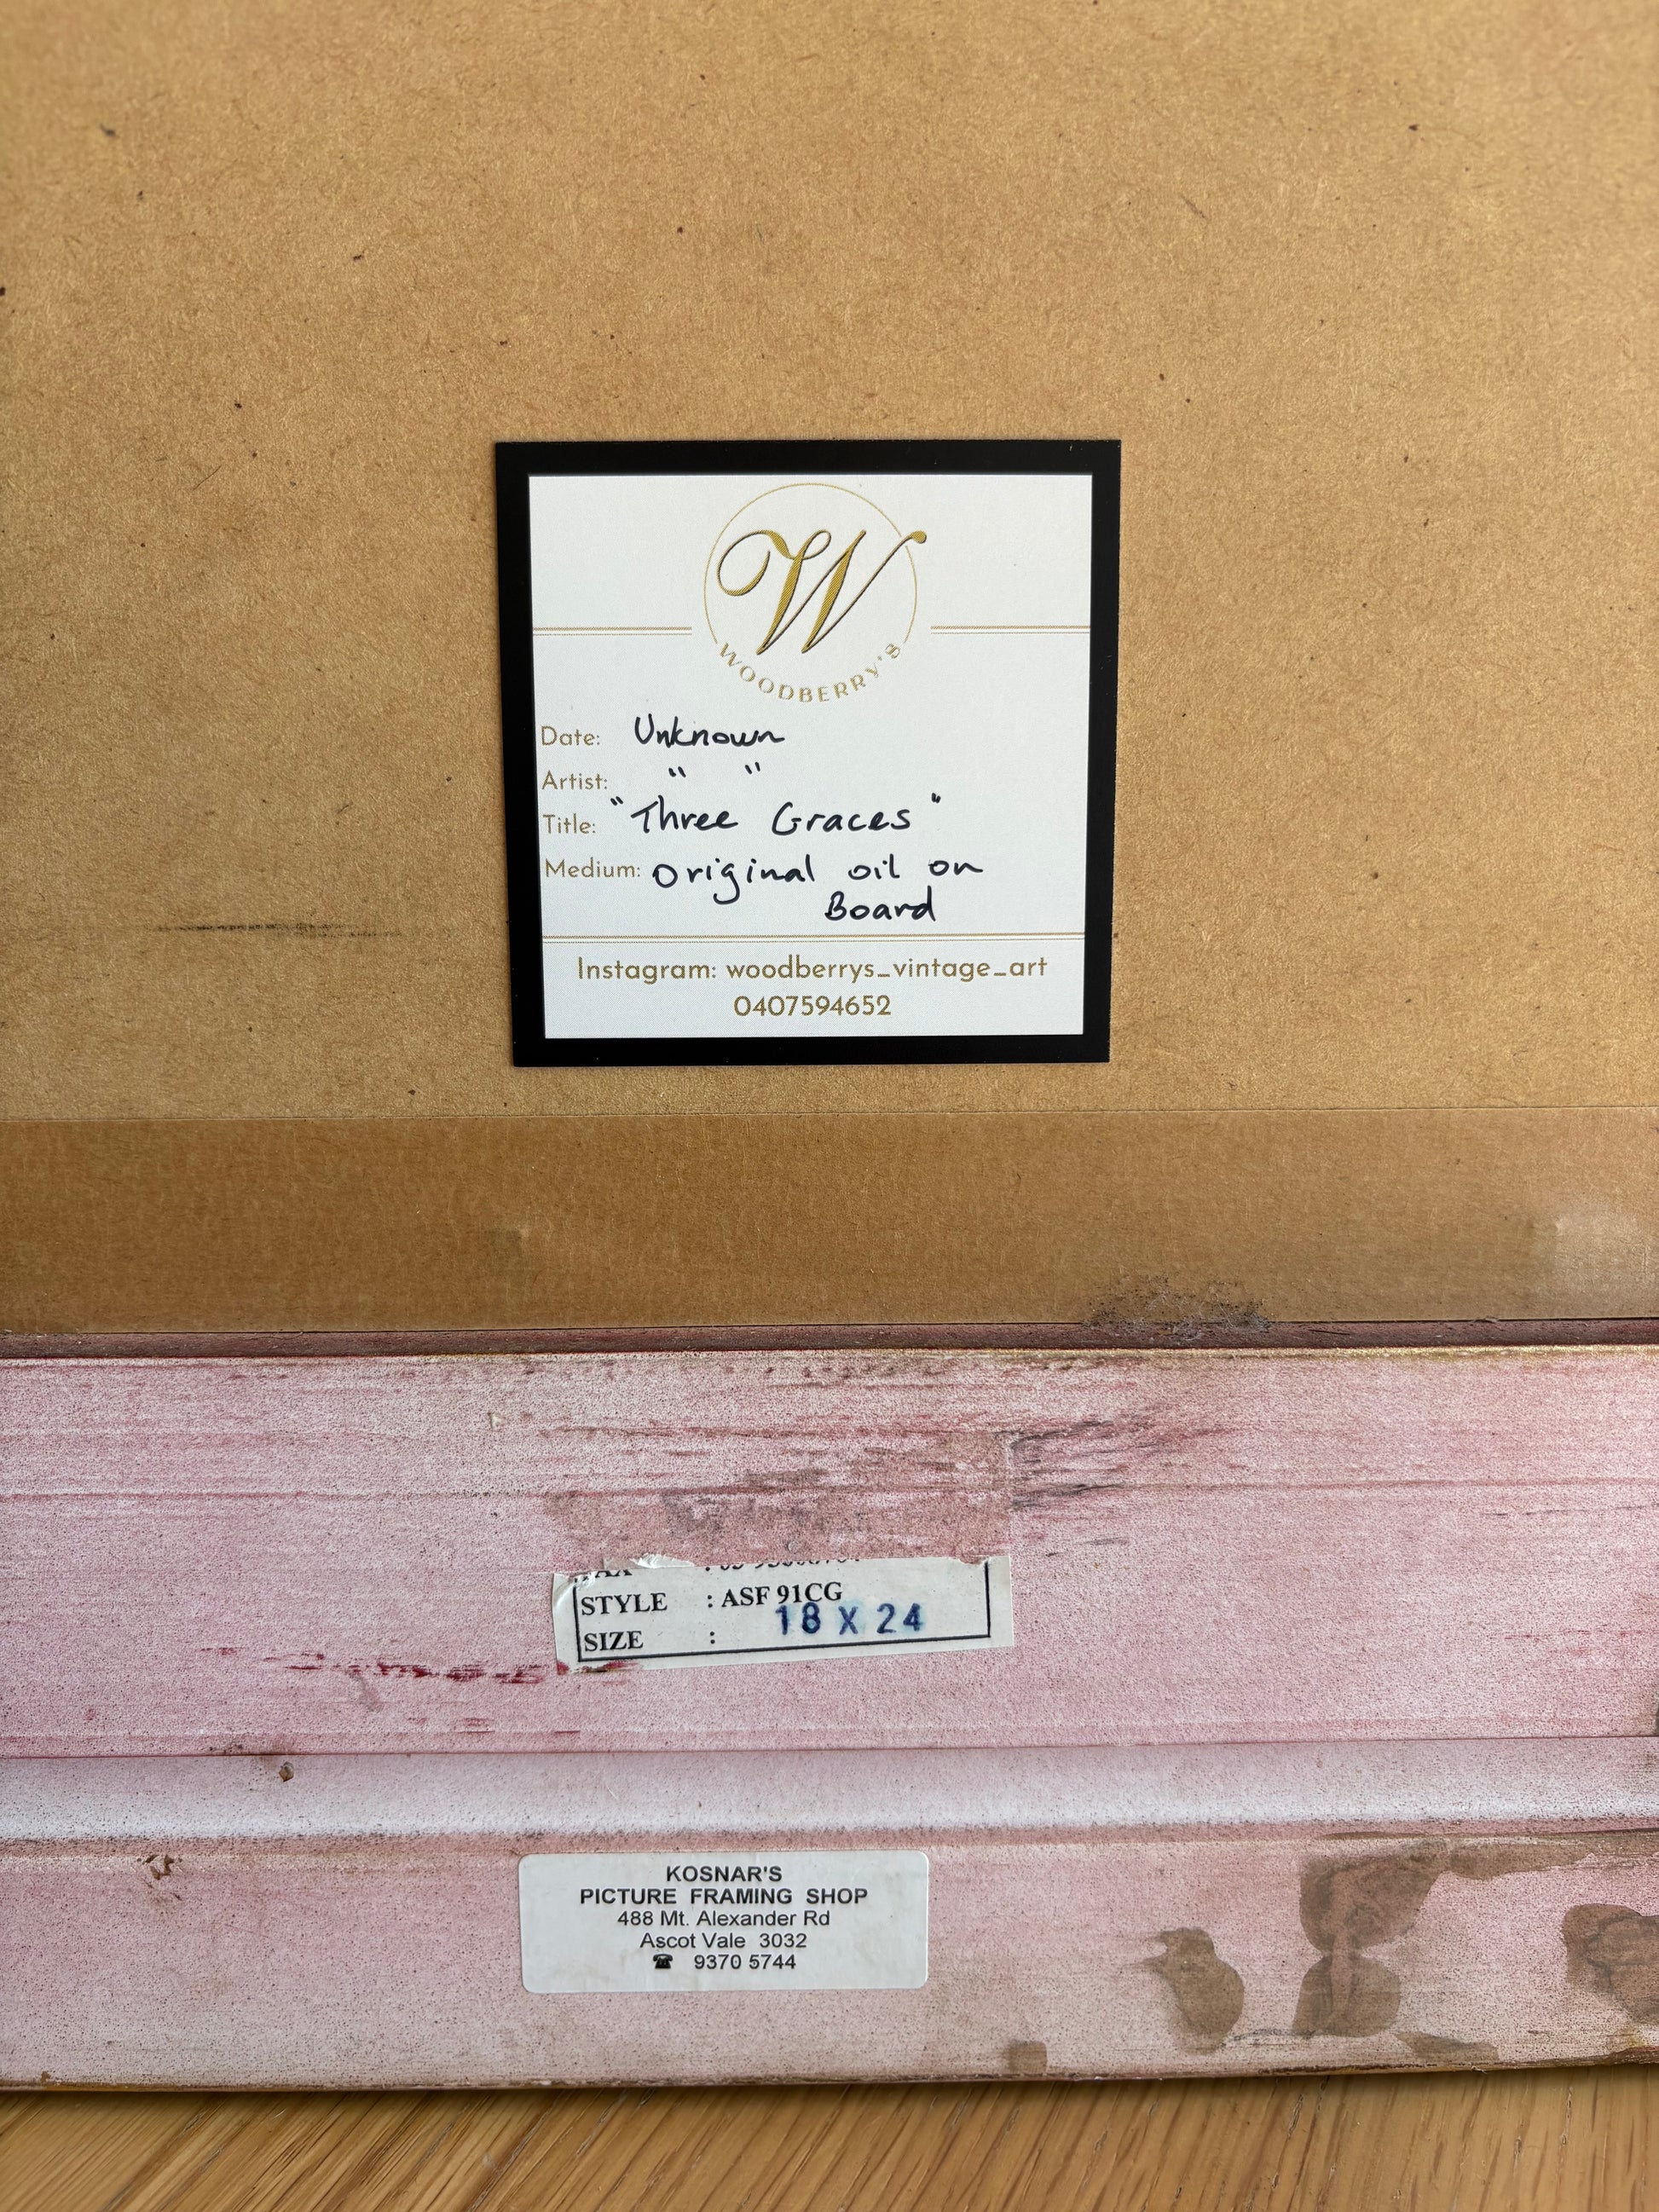 W
WOODBERRY'S
Date: Unknown
Artist: " "
Title: "Three Graces"
Medium: Original oil on
Board
Instagram: woodberrys_vintage_art
0407594652
STYLE : ASF 91CG
SIZE : 18 X 24
KOSNAR'S
PICTURE FRAMING SHOP
488 Mt. Alexander Rd
Ascot Vale 3032
☎ 9370 5744